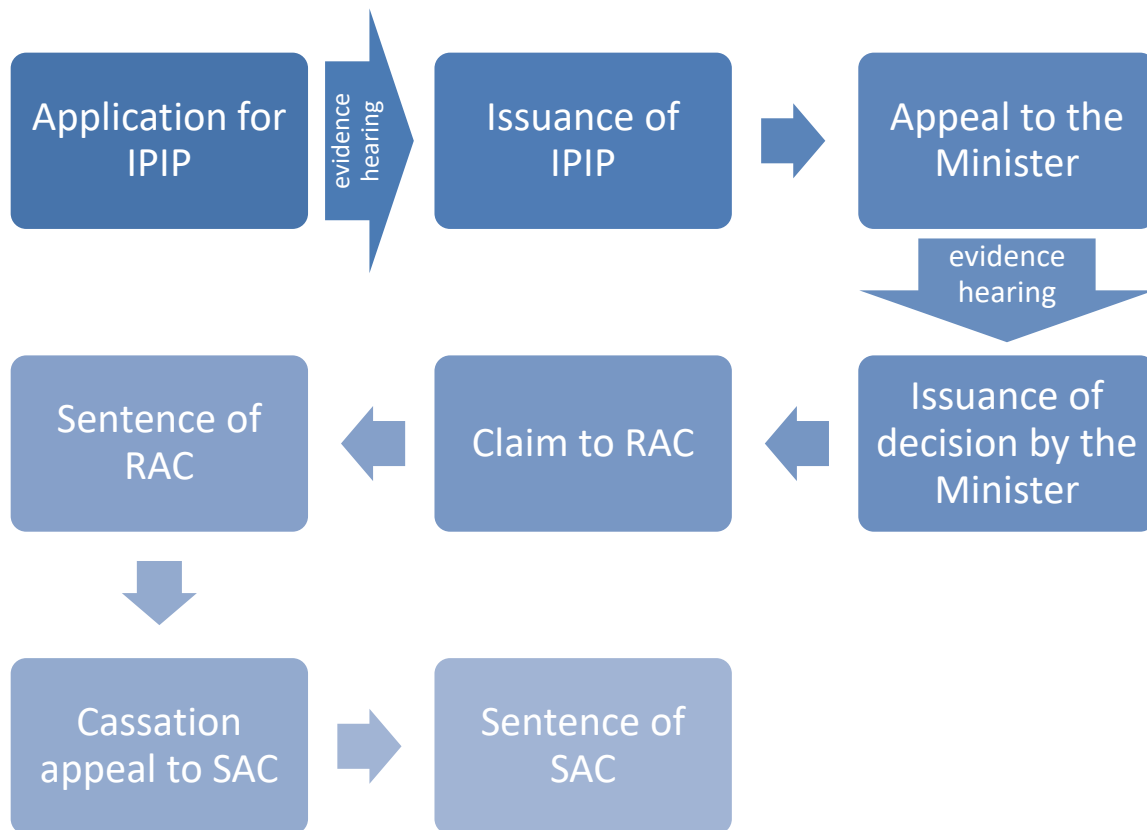 Application for
IPIP
evidence
hearing
Issuance of
IPIP
Appeal to the
Minister
evidence
hearing
Issuance of
decision by the
Minister
Claim to RAC
Sentence of
RAC
Cassation
appeal to SAC
Sentence of
SAC